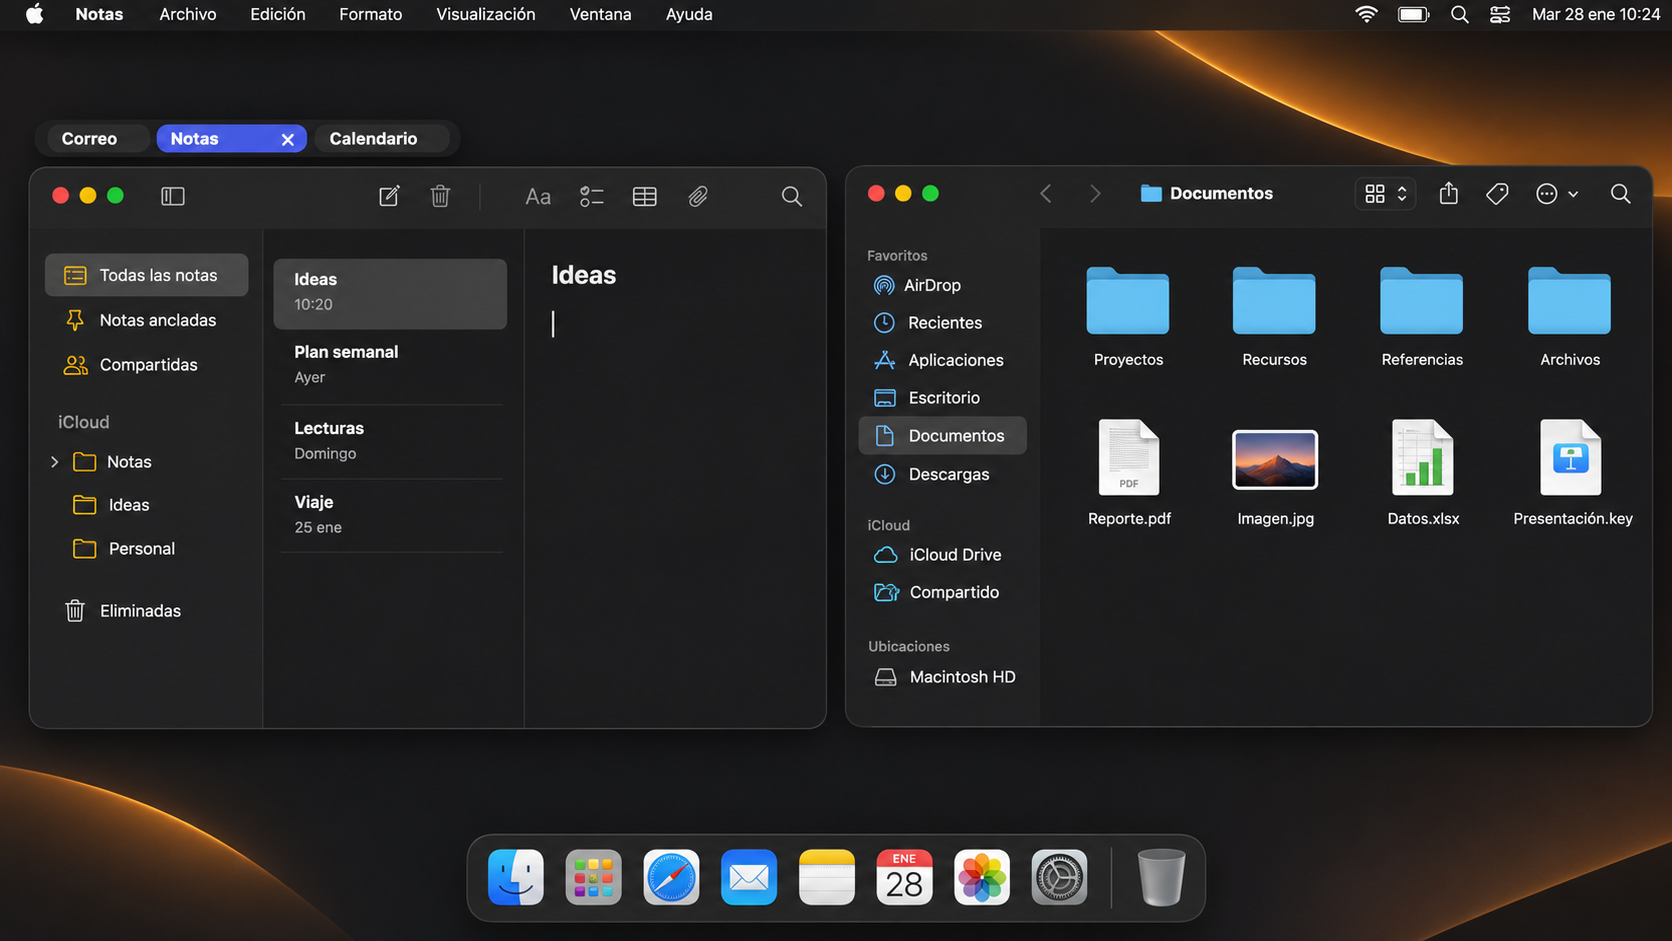 Notas Archivo Edición Formato Visualización Ventana Ayuda Mar 28 ene 10:24
Correo Notas Calendario
Aa
Todas las notas
Notas ancladas
Compartidas
iCloud
Notas
Ideas
Personal
Eliminadas
Ideas
10:20
Plan semanal
Ayer
Lecturas
Domingo
Viaje
25 ene
Ideas
Documentos
Favoritos
AirDrop
Recientes
Aplicaciones
Escritorio
Documentos
Descargas
iCloud
iCloud Drive
Compartido
Ubicaciones
Macintosh HD
Proyectos Recursos Referencias Archivos
PDF
Reporte.pdf Imagen.jpg Datos.xlsx Presentación.key
ENE
28